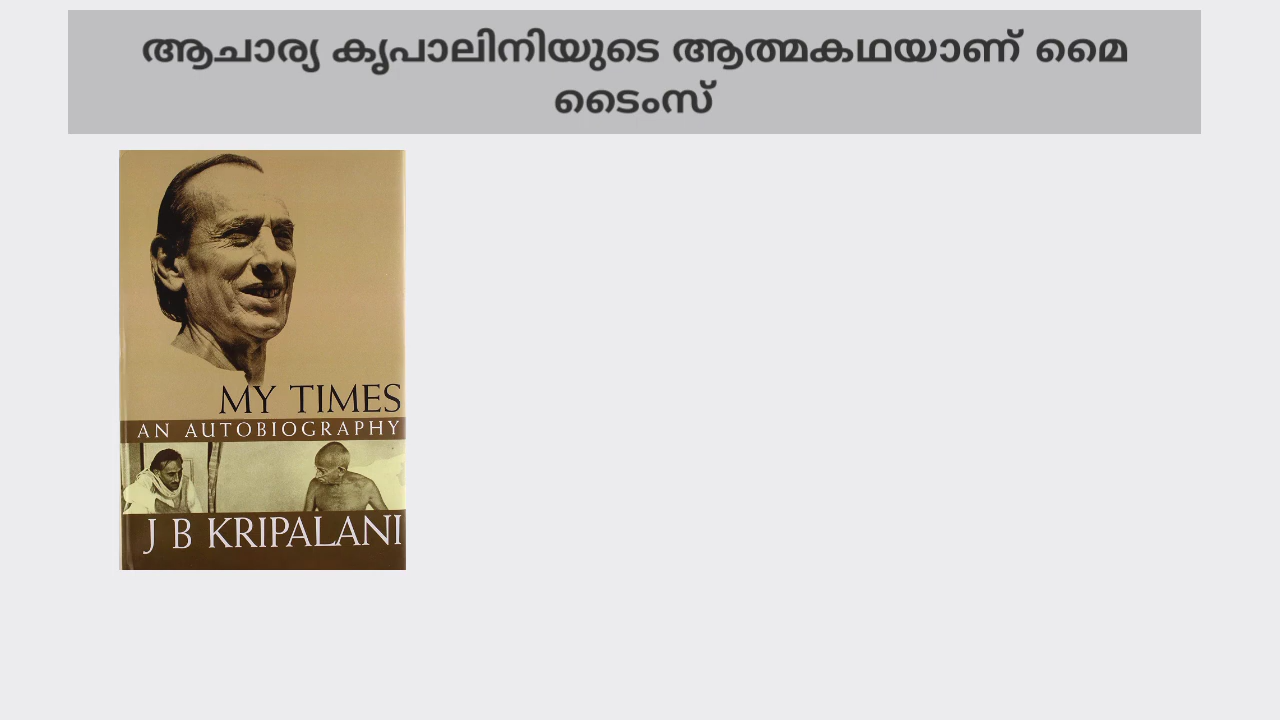 ആചാര്യ കൃപാലിനിയുടെ ആത്മകഥയാണ് മൈ
ടൈംസ്
MY TIMES
AN AUTOBIOGRAPHY
J B KRIPALANI